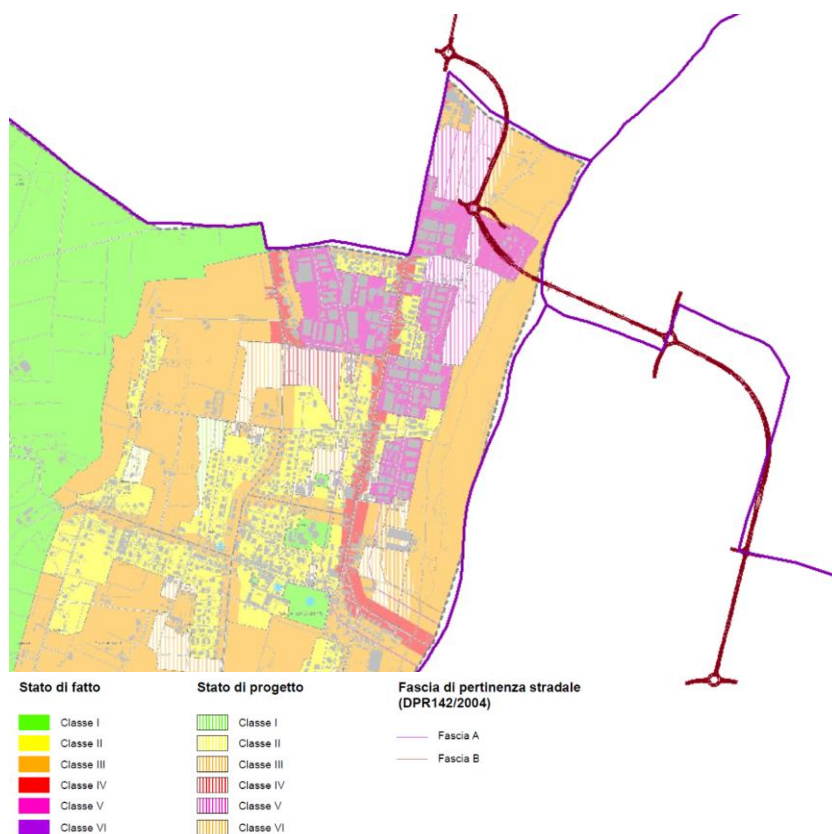 Stato di fatto
Classe I
Classe II
Classe III
Classe IV
Classe V
Classe VI
Stato di progetto
Classe I
Classe II
Classe III
Classe IV
Classe V
Classe VI
Fascia di pertinenza stradale
(DPR142/2004)
Fascia A
Fascia B